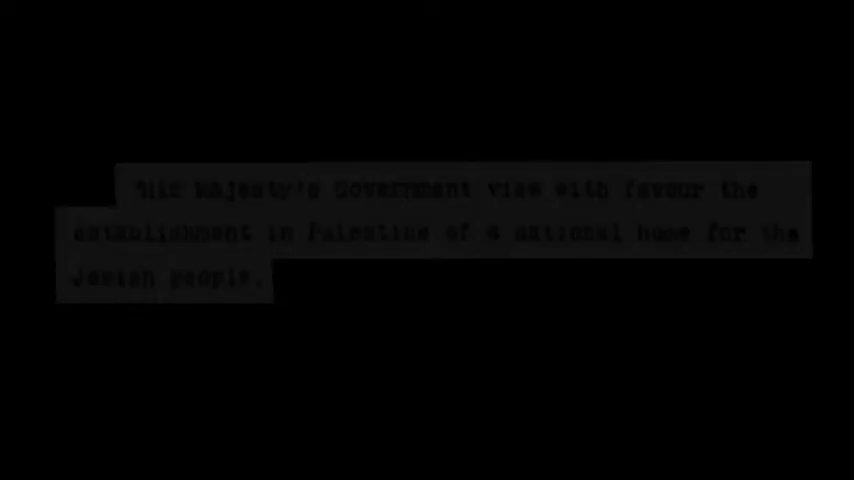 His Majesty's Government view with favour the
establishment in Palestine of a national home for the
Jewish people,